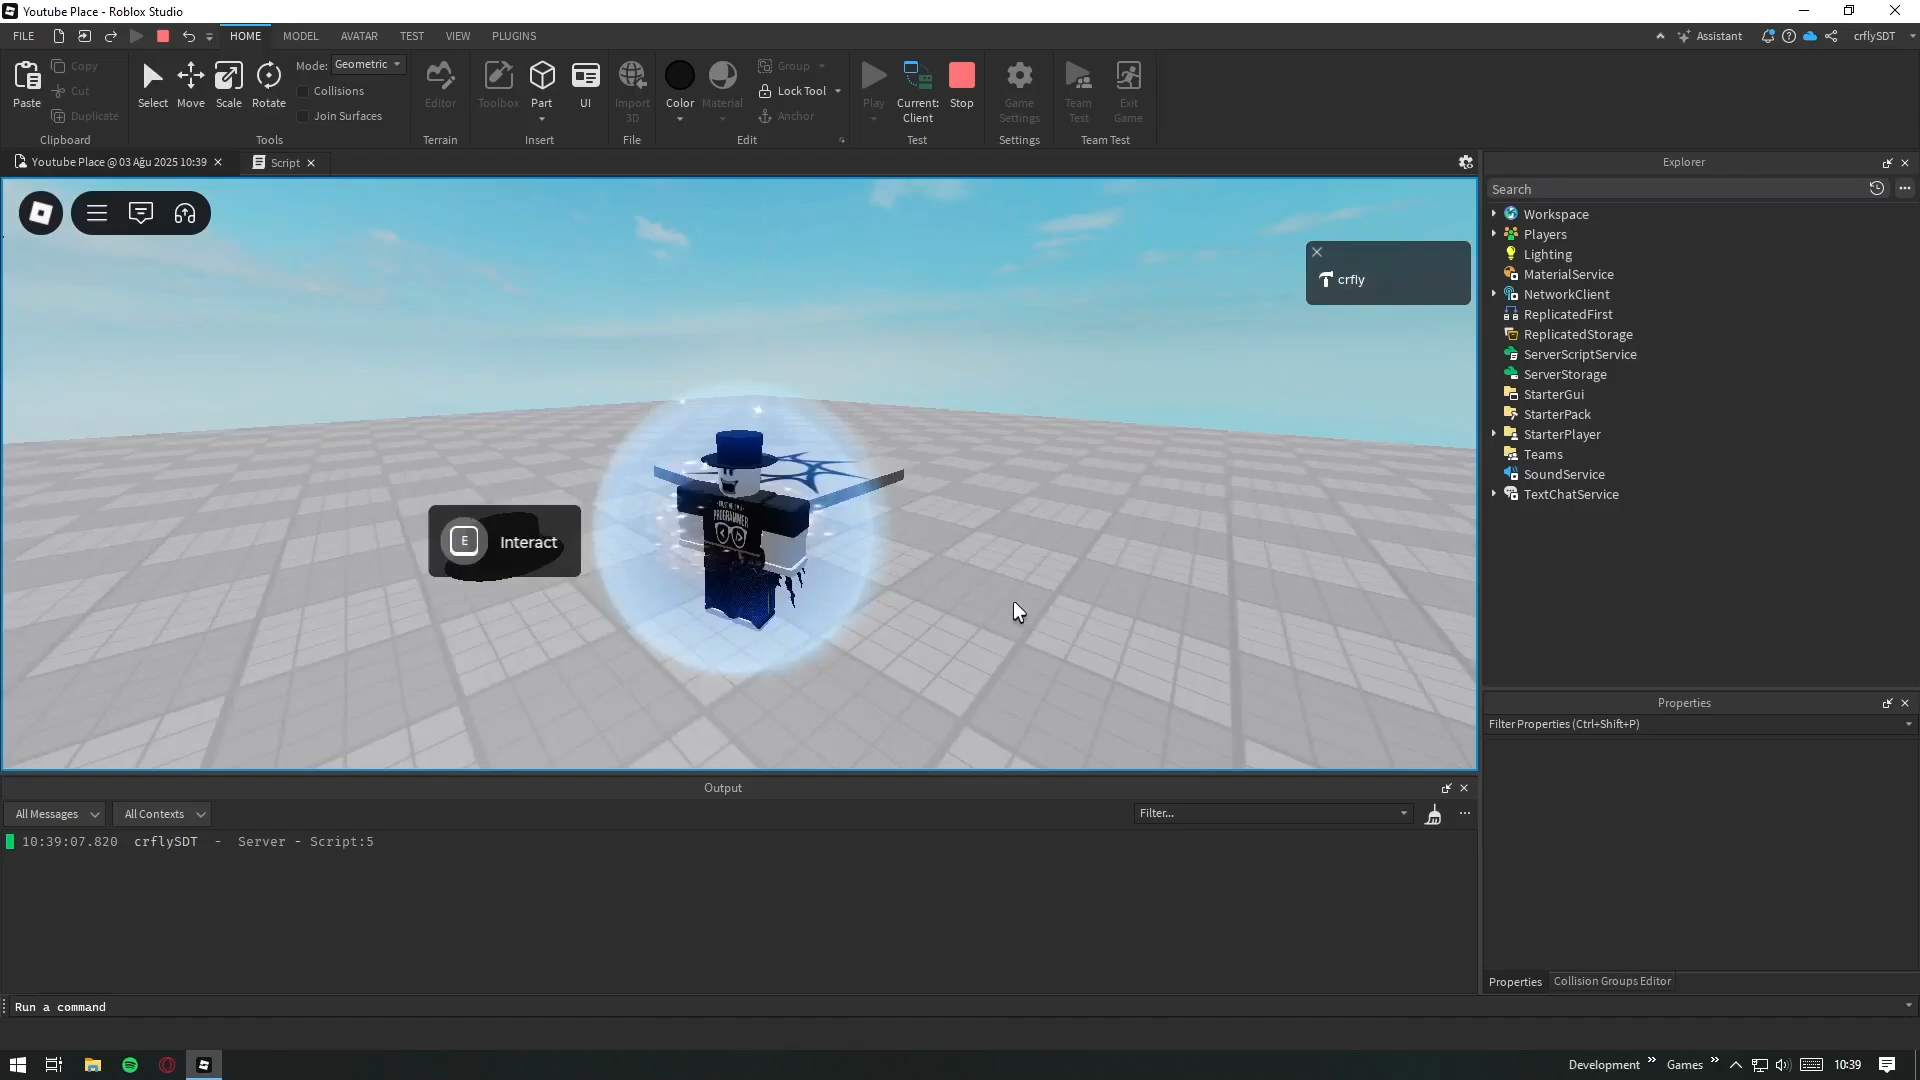 Youtube Place - Roblox Studio
FILE
HOME
MODEL
AVATAR
TEST
VIEW
PLUGINS
Assistant
crflySDT
Paste
Copy
Cut
Duplicate
Clipboard
Select
Move
Scale
Rotate
Mode:
Geometric
Collisions
Join Surfaces
Tools
Editor
Terrain
Toolbox
Part
UI
Insert
Import
3D
File
Color
Material
Group
Lock Tool
Anchor
Edit
Play
Current:
Client
Stop
Test
Game
Settings
Settings
Team
Test
Exit
Game
Team Test
Youtube Place @ 03 Ağu 2025 10:39
Script
crfly
PROGRAMMER
E
Interact
Explorer
Search
Workspace
Players
Lighting
MaterialService
NetworkClient
ReplicatedFirst
ReplicatedStorage
ServerScriptService
ServerStorage
StarterGui
StarterPack
StarterPlayer
Teams
SoundService
TextChatService
Properties
Filter Properties (Ctrl+Shift+P)
Properties
Collision Groups Editor
Output
All Messages
All Contexts
Filter...
10:39:07.820 crflySDT - Server - Script:5
Run a command
Development
Games
10:39